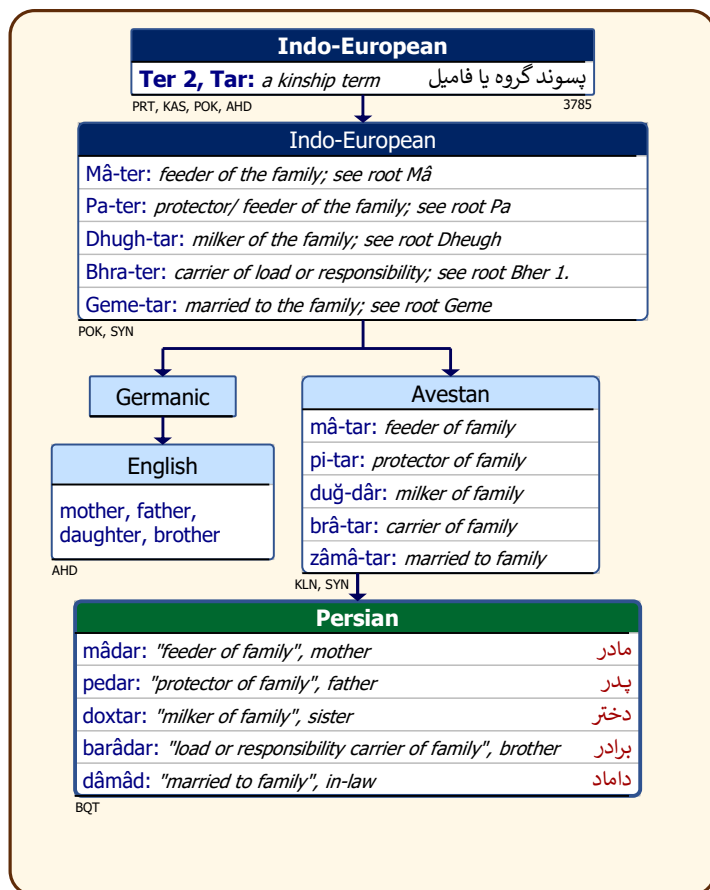 Indo-European
Ter 2, Tar: a kinship term پسوند گروه یا فامیل
PRT, KAS, POK, AHD 3785
Indo-European
Mâ-ter: feeder of the family; see root Mâ
Pa-ter: protector/ feeder of the family; see root Pa
Dhugh-tar: milker of the family; see root Dheugh
Bhra-ter: carrier of load or responsibility; see root Bher 1.
Geme-tar: married to the family; see root Geme
POK, SYN
Germanic
English
mother, father,
daughter, brother
AHD
Avestan
mâ-tar: feeder of family
pi-tar: protector of family
duğ-dâr: milker of family
brâ-tar: carrier of family
zâmâ-tar: married to family
KLN, SYN
Persian
mâdar: "feeder of family", mother مادر
pedar: "protector of family", father پدر
doxtar: "milker of family", sister دختر
barâdar: "load or responsibility carrier of family", brother برادر
dâmâd: "married to family", in-law داماد
BQT